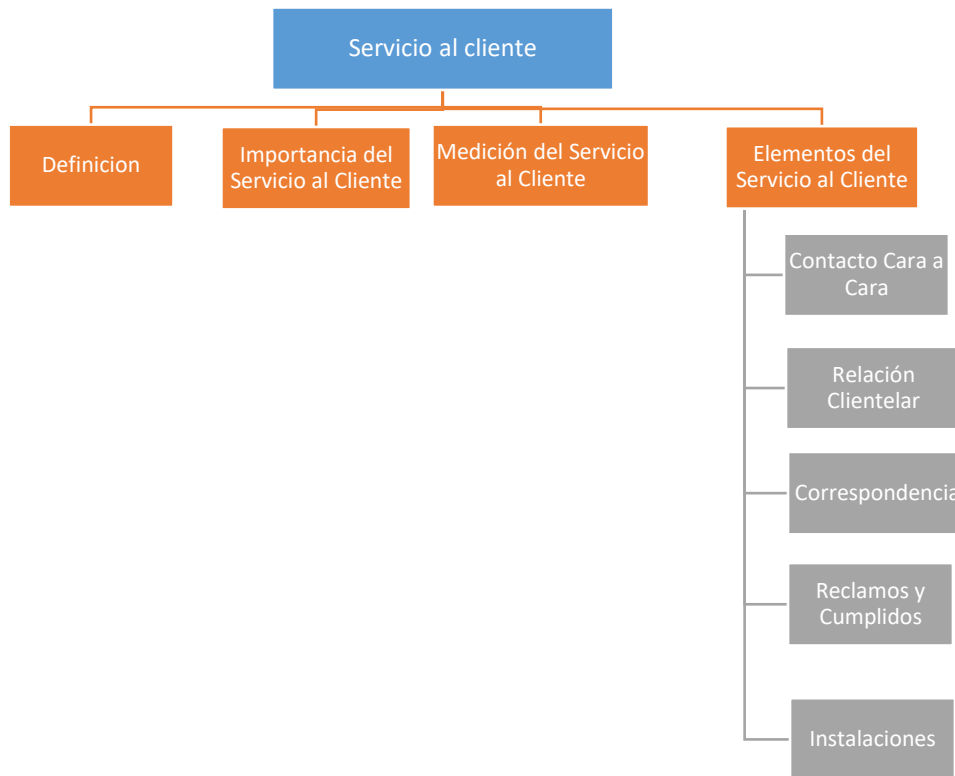 Servicio al cliente
Definicion
Importancia del
Servicio al Cliente
Medición del Servicio
al Cliente
Elementos del
Servicio al Cliente
Contacto Cara a
Cara
Relación
Clientelar
Correspondencia
Reclamos y
Cumplidos
Instalaciones